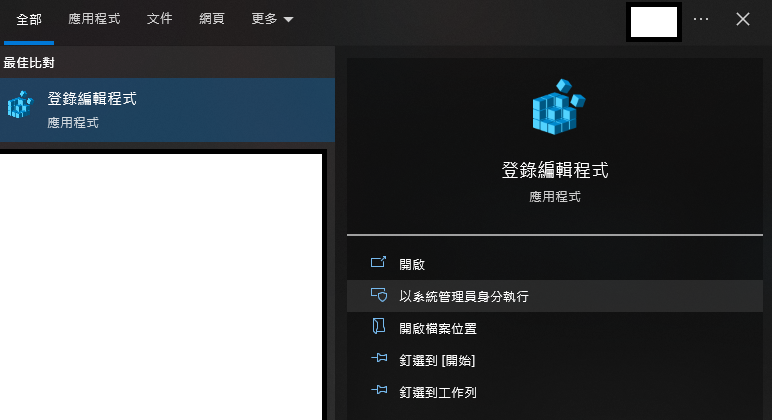 全部 應用程式 文件 網頁 更多
最佳比對
登錄編輯程式
應用程式
登錄編輯程式
應用程式
開啟
以系統管理員身分執行
開啟檔案位置
釘選到 [開始]
釘選到工作列